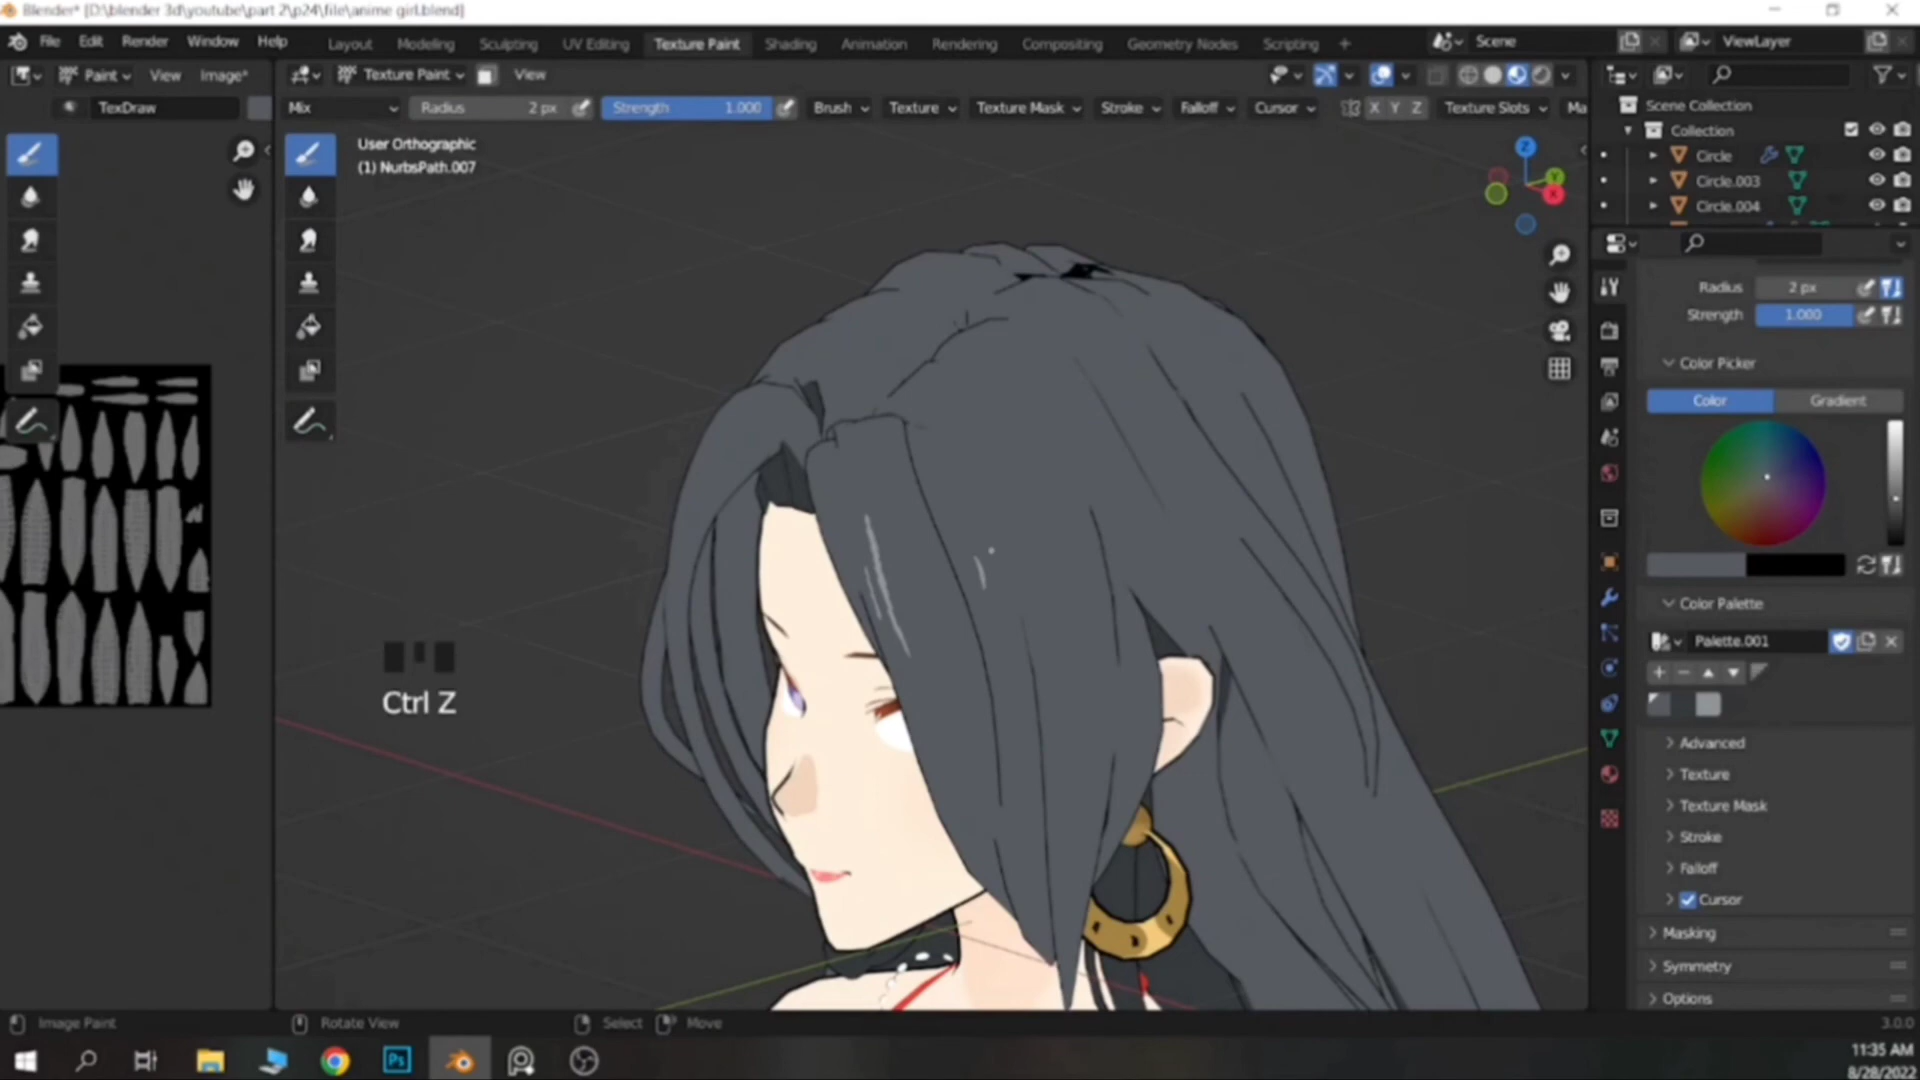 Blender* [D:\blender 3d\youtube\part 2\p24\file\anime girl.blend]
File Edit Render Window Help Layout Modeling Sculpting UV Editing Texture Paint Shading Animation Rendering Compositing Geometry Nodes Scripting + Scene ViewLayer
Paint View Image* Texture Paint View
TexDraw Mix Radius 2 px Strength 1.000 Brush Texture Texture Mask Stroke Falloff Cursor X Y Z Texture Slots Ma
User Orthographic
(1) NurbsPath.007
Z
Y
X
Scene Collection
Collection
Circle
Circle.003
Circle.004
Radius 2 px
Strength 1.000
Color Picker
Color Gradient
Color Palette
Palette.001
Advanced
Texture
Texture Mask
Stroke
Falloff
Cursor
Masking
Symmetry
Options
Ctrl Z
Image Paint Rotate View Select Move 3.0.0
Ps
11:35 AM
8/28/2022